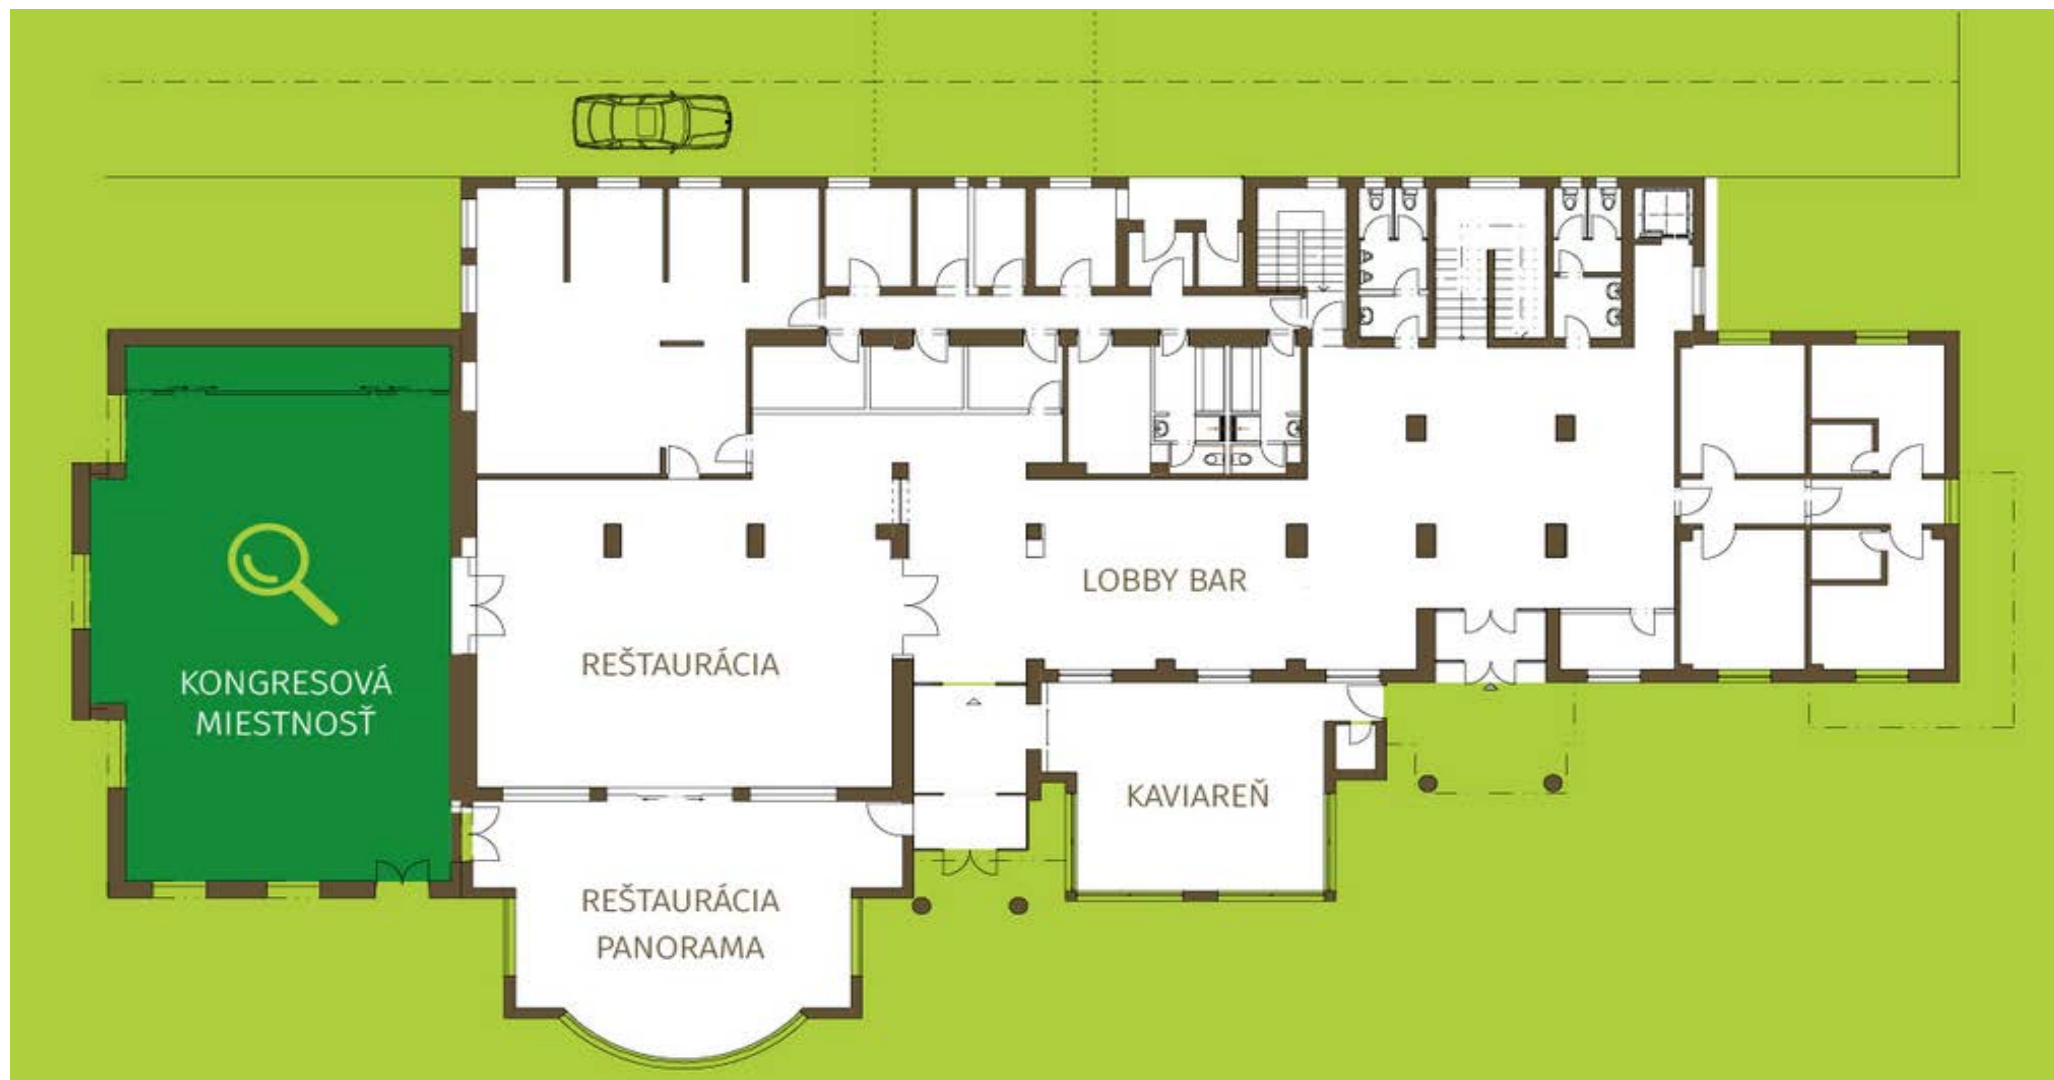 LOBBY BAR
REŠTAURÁCIA
KONGRESOVÁ
MIESTNOSŤ
KAVIAREŇ
REŠTAURÁCIA
PANORAMA